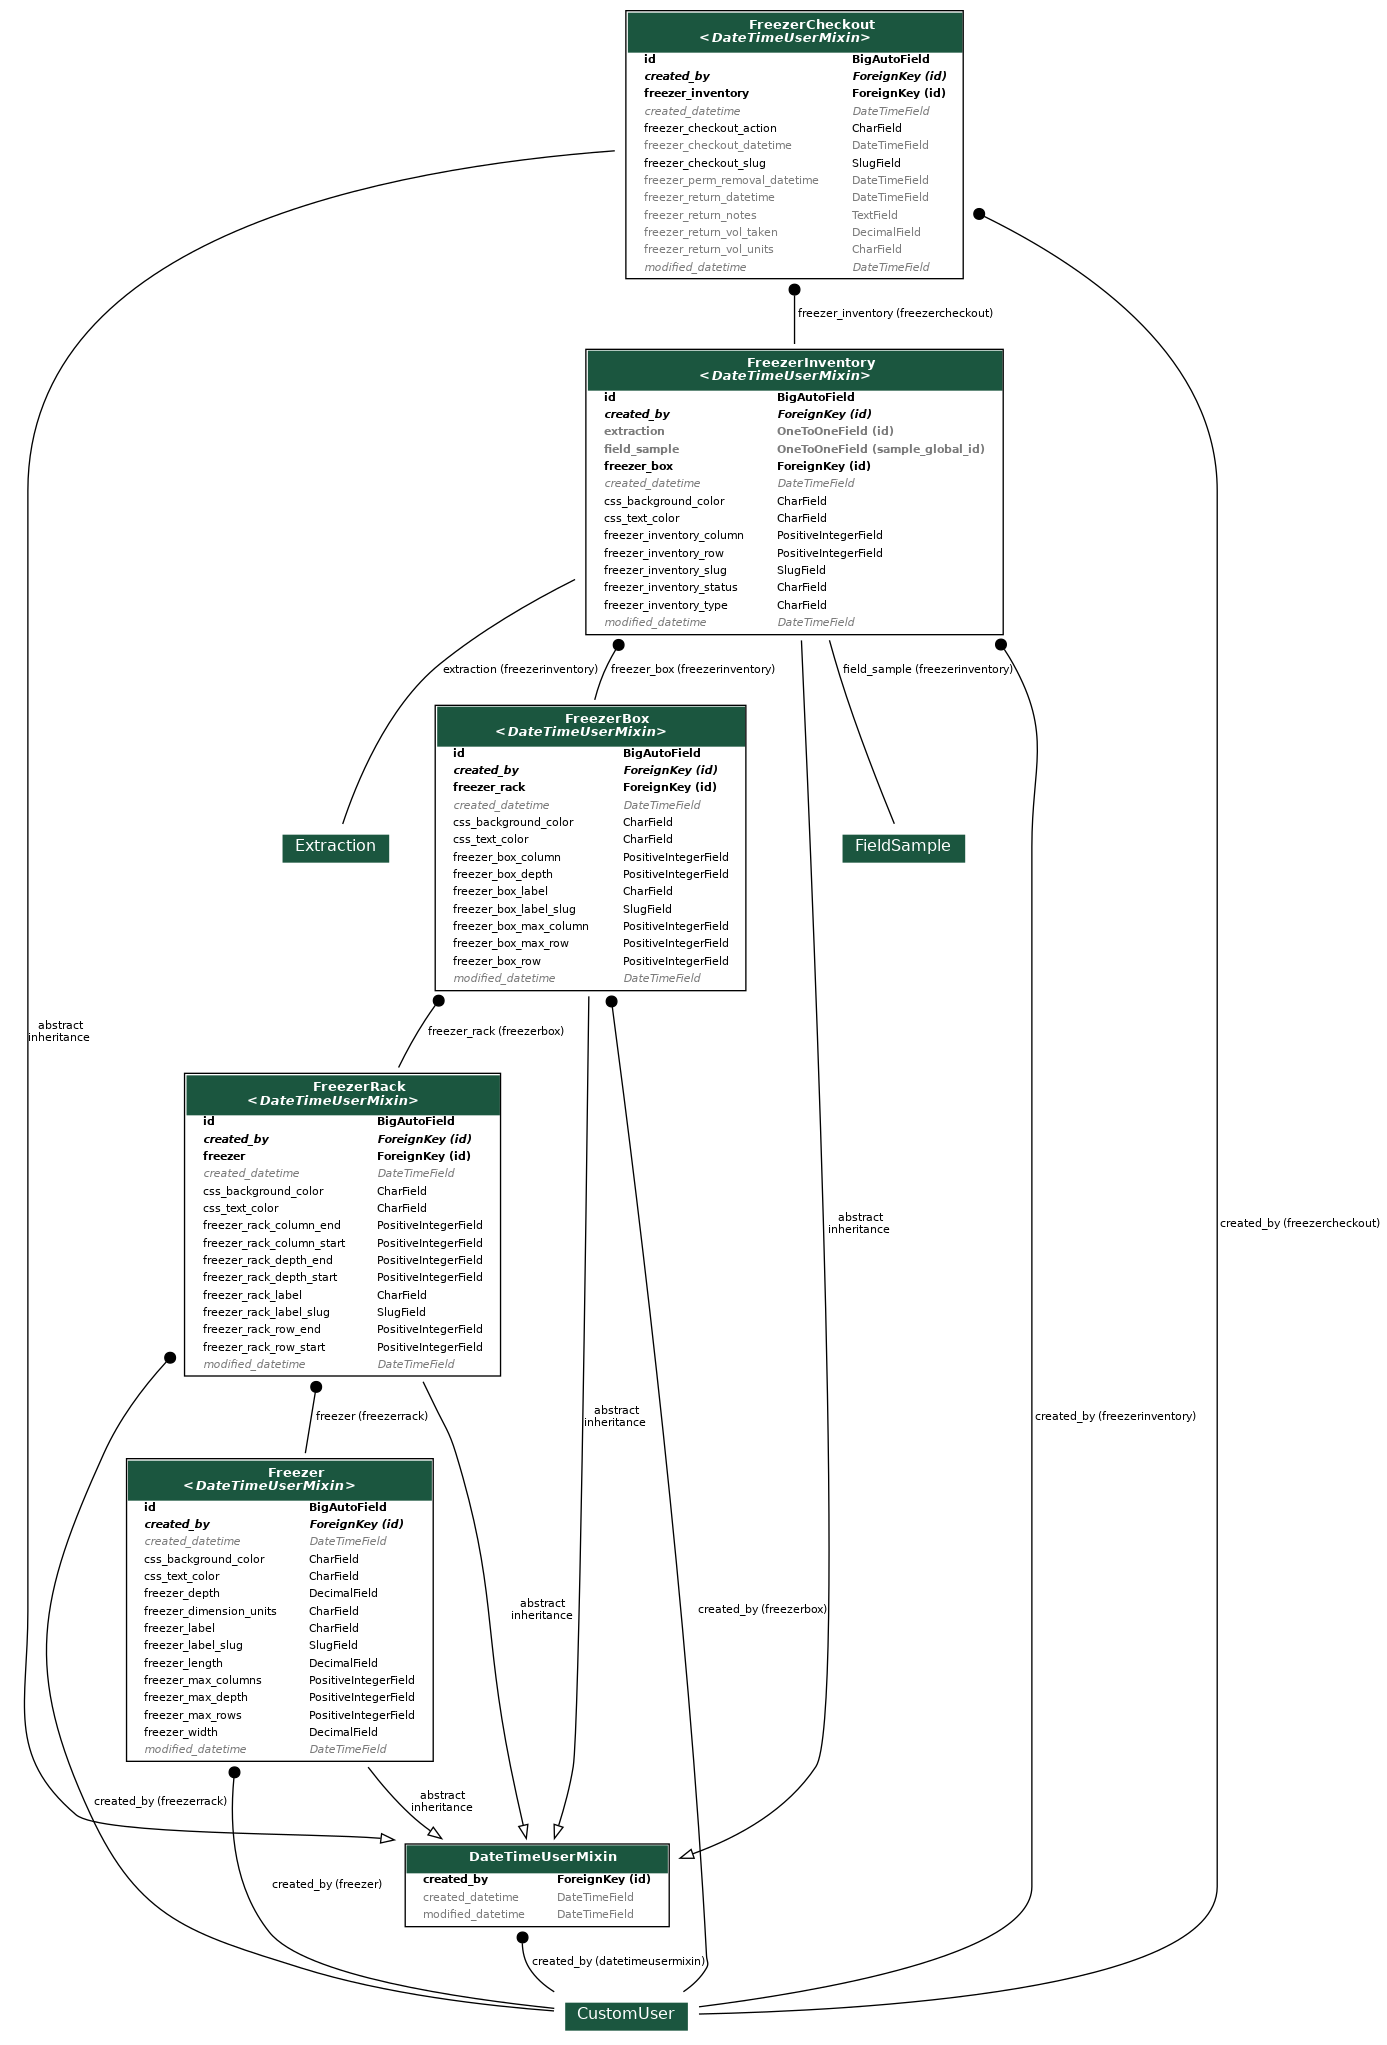 FreezerCheckout
<DateTimeUserMixin>
id BigAutoField
created_by ForeignKey (id)
freezer_inventory ForeignKey (id)
created_datetime DateTimeField
freezer_checkout_action CharField
freezer_checkout_datetime DateTimeField
freezer_checkout_slug SlugField
freezer_perm_removal_datetime DateTimeField
freezer_return_datetime DateTimeField
freezer_return_notes TextField
freezer_return_vol_taken DecimalField
freezer_return_vol_units CharField
modified_datetime DateTimeField
freezer_inventory (freezercheckout)
FreezerInventory
<DateTimeUserMixin>
id BigAutoField
created_by ForeignKey (id)
extraction OneToOneField (id)
field_sample OneToOneField (sample_global_id)
freezer_box ForeignKey (id)
created_datetime DateTimeField
css_background_color CharField
css_text_color CharField
freezer_inventory_column PositiveIntegerField
freezer_inventory_row PositiveIntegerField
freezer_inventory_slug SlugField
freezer_inventory_status CharField
freezer_inventory_type CharField
modified_datetime DateTimeField
extraction (freezerinventory) freezer_box (freezerinventory) field_sample (freezerinventory)
FreezerBox
<DateTimeUserMixin>
id BigAutoField
created_by ForeignKey (id)
freezer_rack ForeignKey (id)
created_datetime DateTimeField
css_background_color CharField
css_text_color CharField
freezer_box_column PositiveIntegerField
freezer_box_depth PositiveIntegerField
freezer_box_label CharField
freezer_box_label_slug SlugField
freezer_box_max_column PositiveIntegerField
freezer_box_max_row PositiveIntegerField
freezer_box_row PositiveIntegerField
modified_datetime DateTimeField
Extraction
FieldSample
abstract
inheritance
freezer_rack (freezerbox)
FreezerRack
<DateTimeUserMixin>
id BigAutoField
created_by ForeignKey (id)
freezer ForeignKey (id)
created_datetime DateTimeField
css_background_color CharField
css_text_color CharField
freezer_rack_column_end PositiveIntegerField
freezer_rack_column_start PositiveIntegerField
freezer_rack_depth_end PositiveIntegerField
freezer_rack_depth_start PositiveIntegerField
freezer_rack_label CharField
freezer_rack_label_slug SlugField
freezer_rack_row_end PositiveIntegerField
freezer_rack_row_start PositiveIntegerField
modified_datetime DateTimeField
abstract
inheritance
created_by (freezercheckout)
freezer (freezerrack)
abstract
inheritance
created_by (freezerinventory)
Freezer
<DateTimeUserMixin>
id BigAutoField
created_by ForeignKey (id)
created_datetime DateTimeField
css_background_color CharField
css_text_color CharField
freezer_depth DecimalField
freezer_dimension_units CharField
freezer_label CharField
freezer_label_slug SlugField
freezer_length DecimalField
freezer_max_columns PositiveIntegerField
freezer_max_depth PositiveIntegerField
freezer_max_rows PositiveIntegerField
freezer_width DecimalField
modified_datetime DateTimeField
abstract
inheritance
created_by (freezerbox)
created_by (freezerrack)
abstract
inheritance
created_by (freezer)
DateTimeUserMixin
created_by ForeignKey (id)
created_datetime DateTimeField
modified_datetime DateTimeField
created_by (datetimeusermixin)
CustomUser